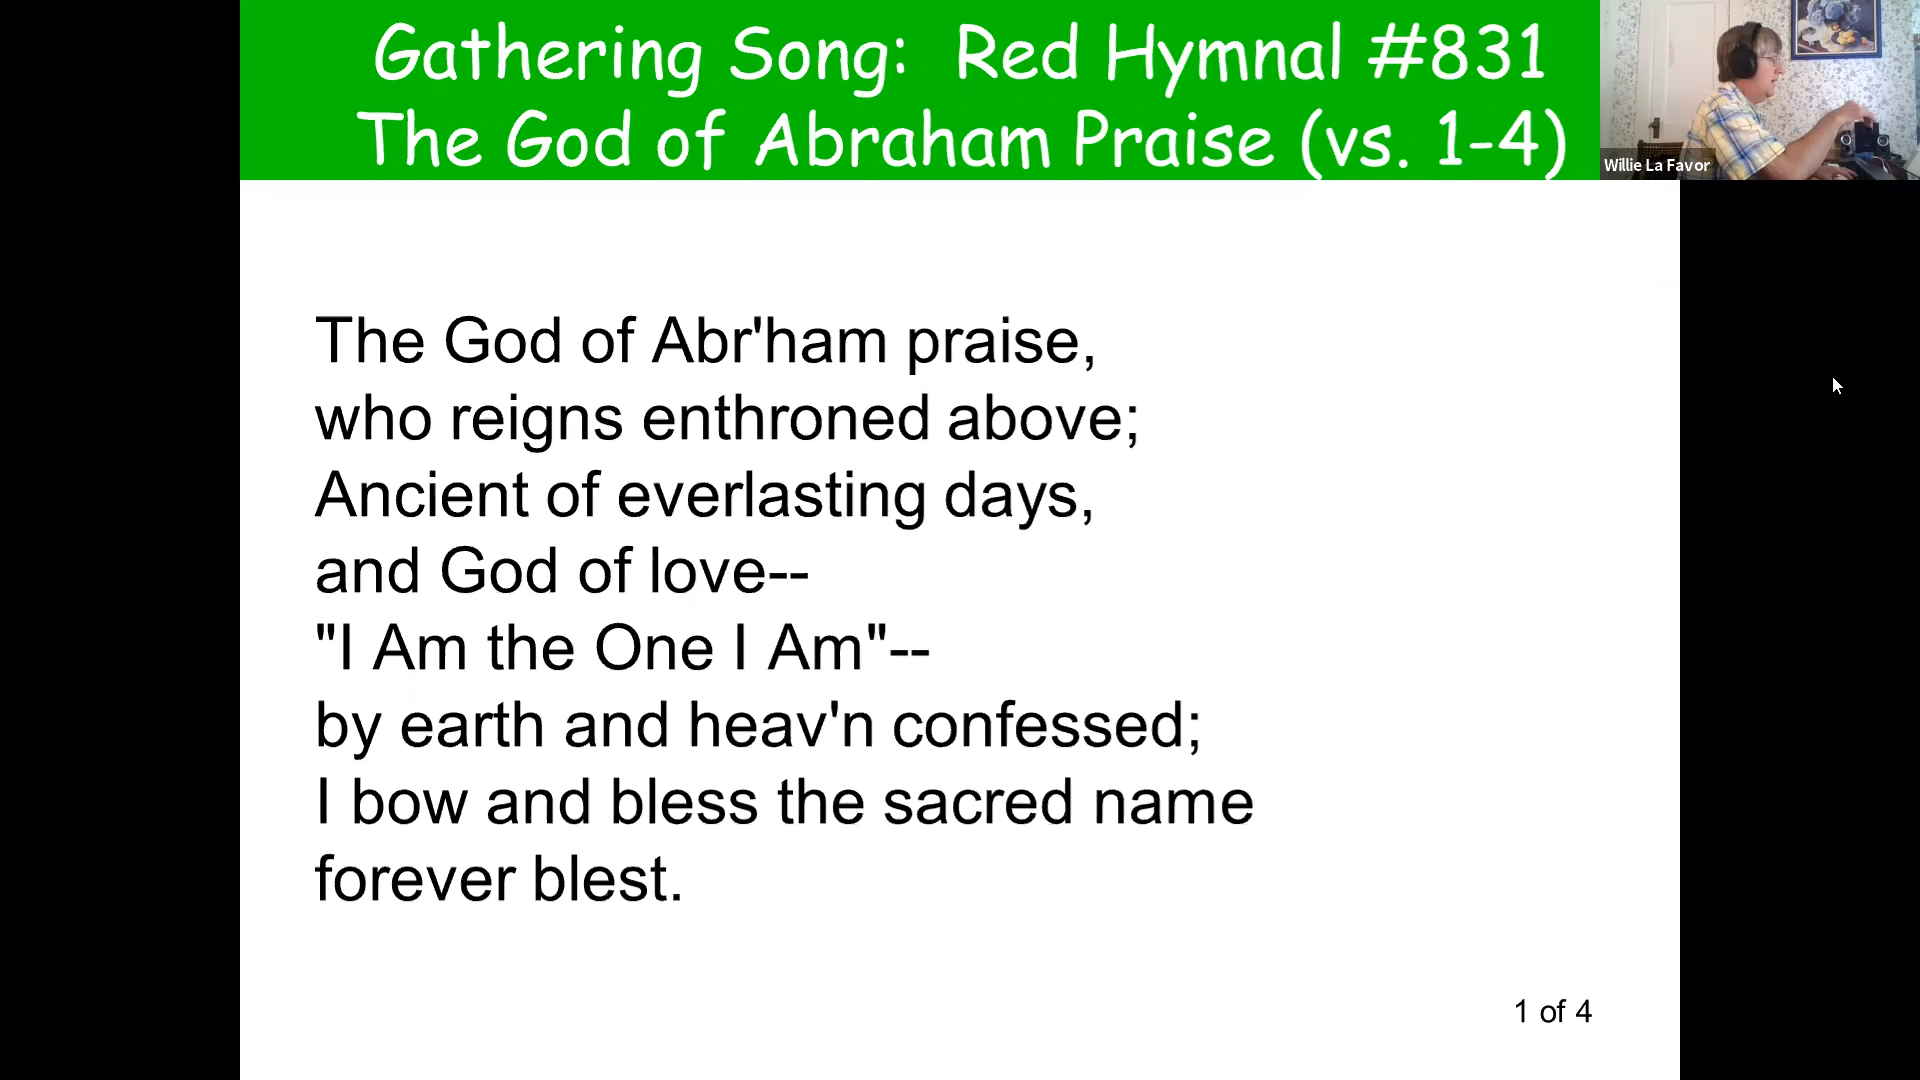 Gathering Song:  Red Hymnal #831
The God of Abraham Praise (vs. 1-4)
Willie La Favor
The God of Abr'ham praise,
who reigns enthroned above;
Ancient of everlasting days,
and God of love--
"I Am the One I Am"--
by earth and heav'n confessed;
I bow and bless the sacred name
forever blest.
1 of 4